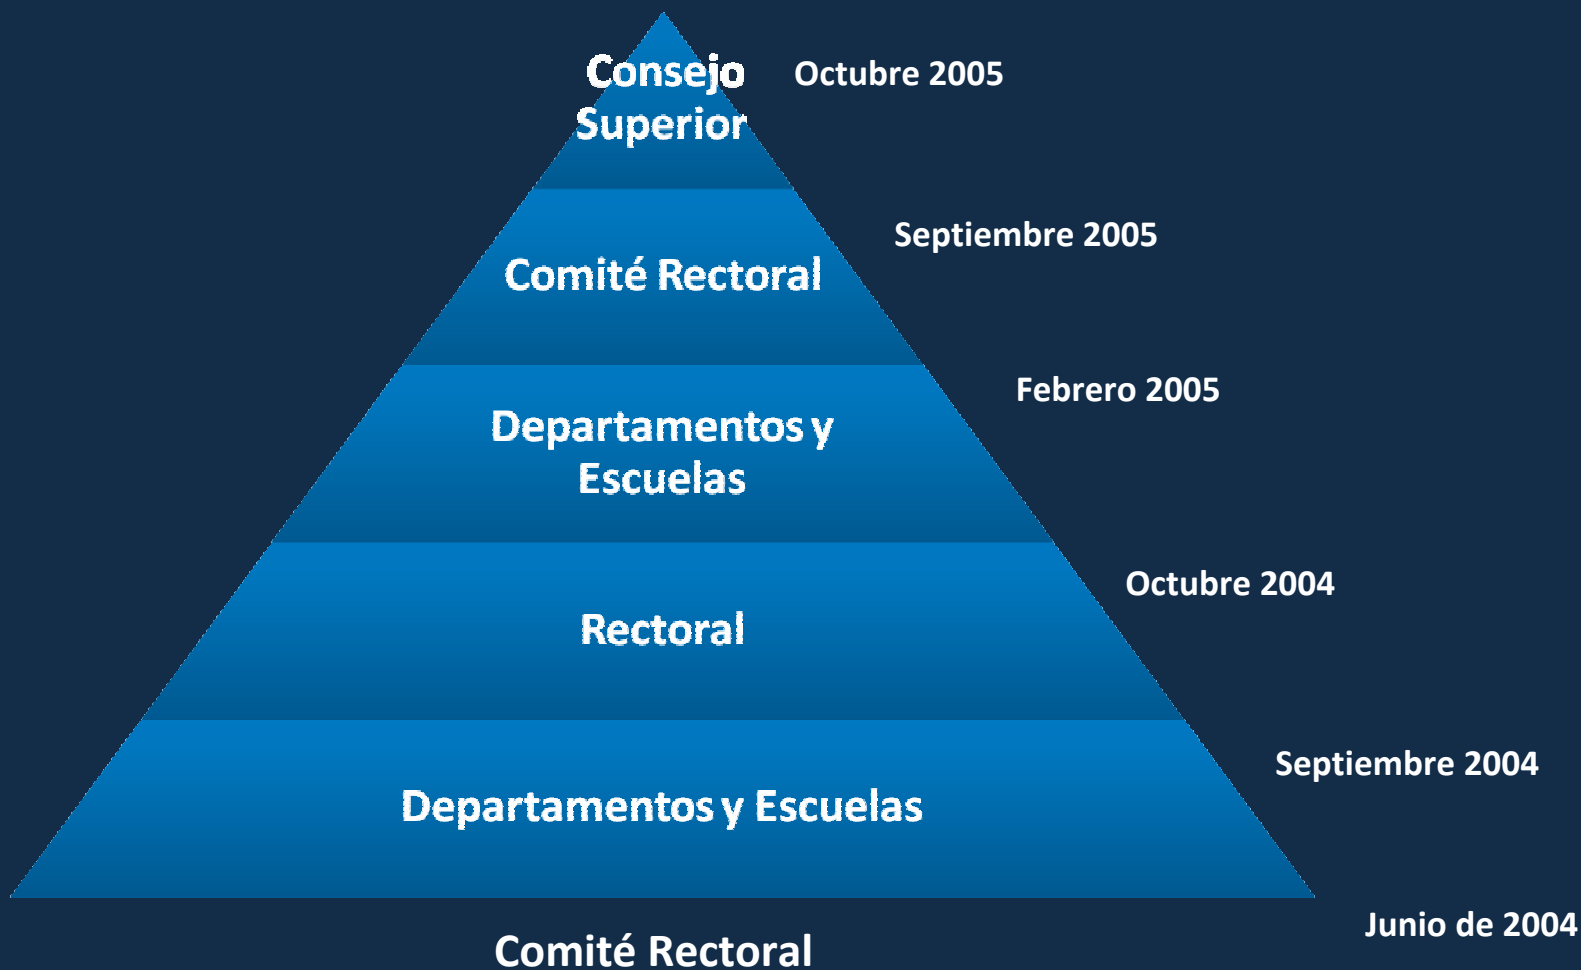 Consejo
Superior
Octubre 2005
Septiembre 2005
Comité Rectoral
Febrero 2005
Departamentos y
Escuelas
Octubre 2004
Rectoral
Septiembre 2004
Departamentos y Escuelas
Junio de 2004
Comité Rectoral